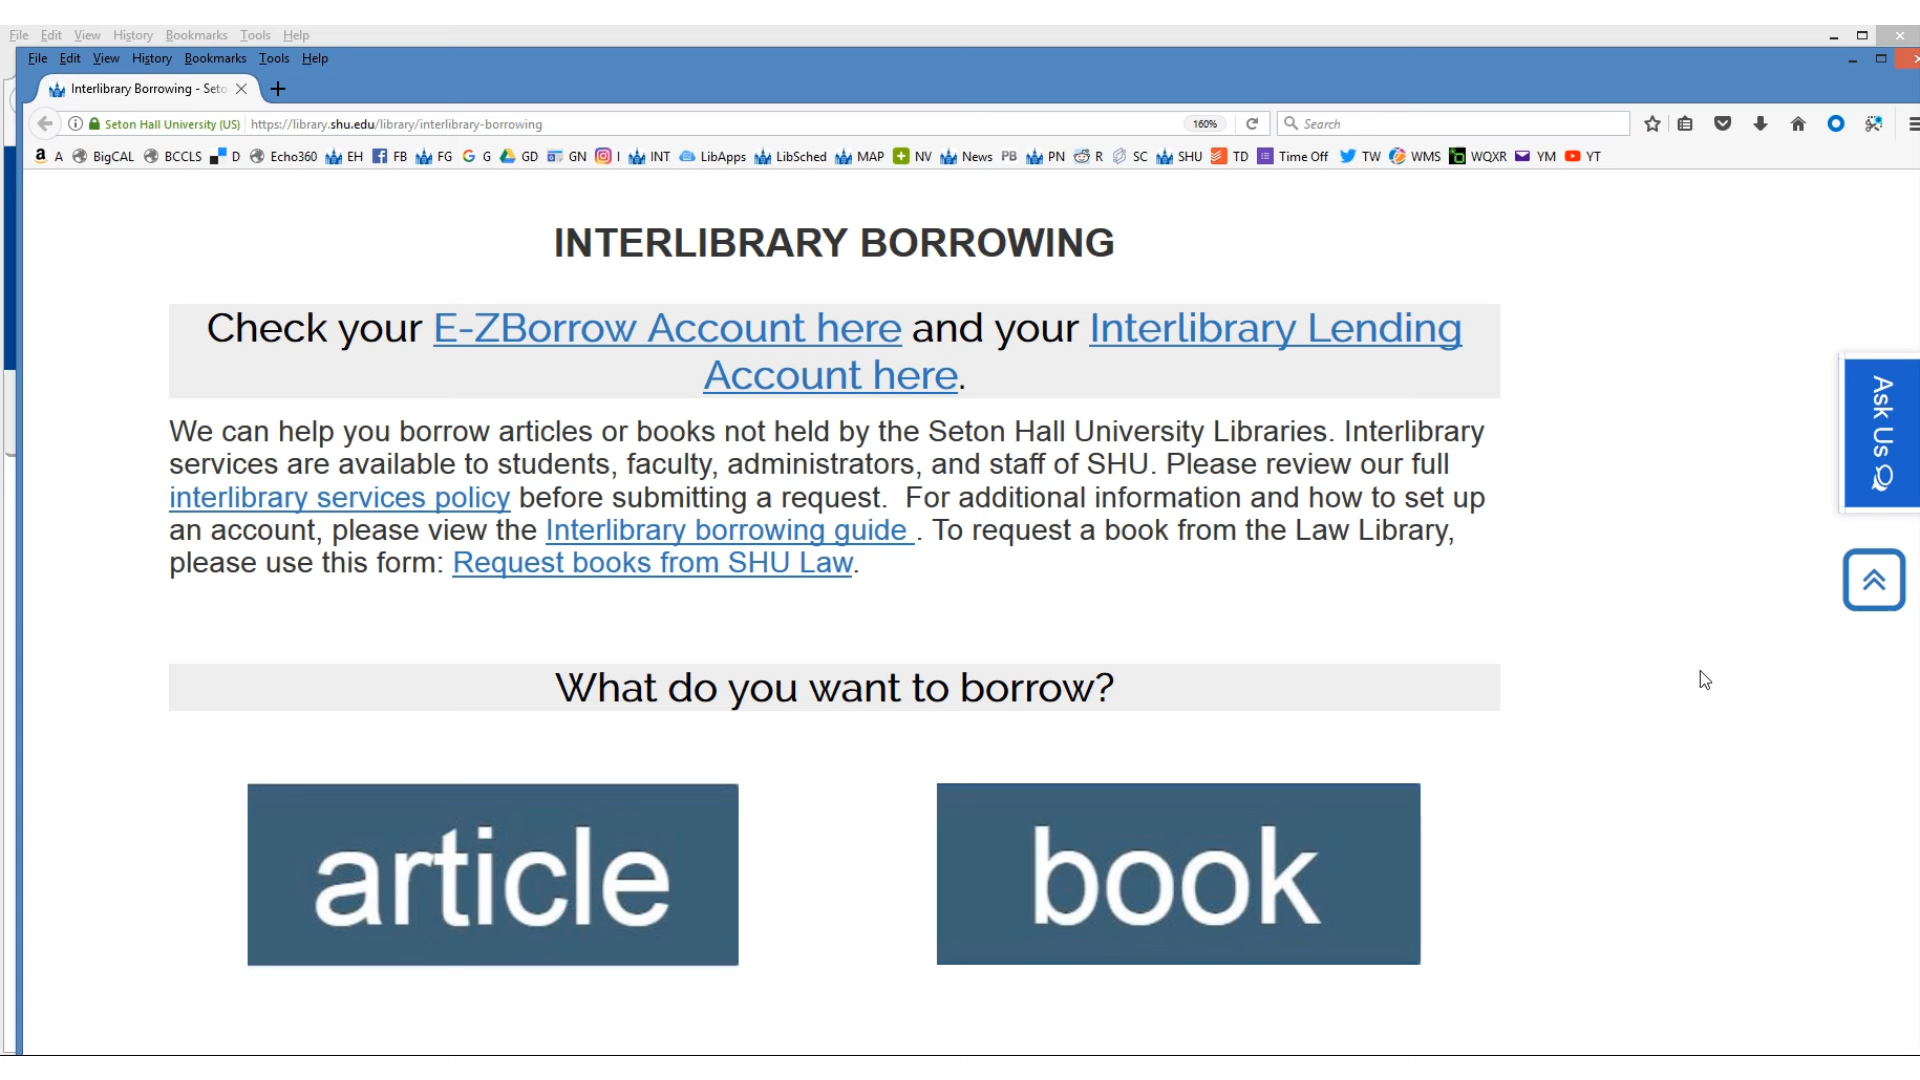 File Edit View History Bookmarks Tools Help
File Edit View History Bookmarks Tools Help
Interlibrary Borrowing - Seto
Seton Hall University (US) https://library.shu.edu/library/interlibrary-borrowing 160% Search
a A BigCAL BCCLS D Echo360 EH FB FG G G GD GN I INT LibApps LibSched MAP NV News PB PN R SC SHU TD Time Off TW WMS WQXR YM YT
INTERLIBRARY BORROWING
Check your E-ZBorrow Account here and your Interlibrary Lending
Account here.
We can help you borrow articles or books not held by the Seton Hall University Libraries. Interlibrary
services are available to students, faculty, administrators, and staff of SHU. Please review our full
interlibrary services policy before submitting a request. For additional information and how to set up
an account, please view the Interlibrary borrowing guide . To request a book from the Law Library,
please use this form: Request books from SHU Law.
Ask Us
What do you want to borrow?
article
book